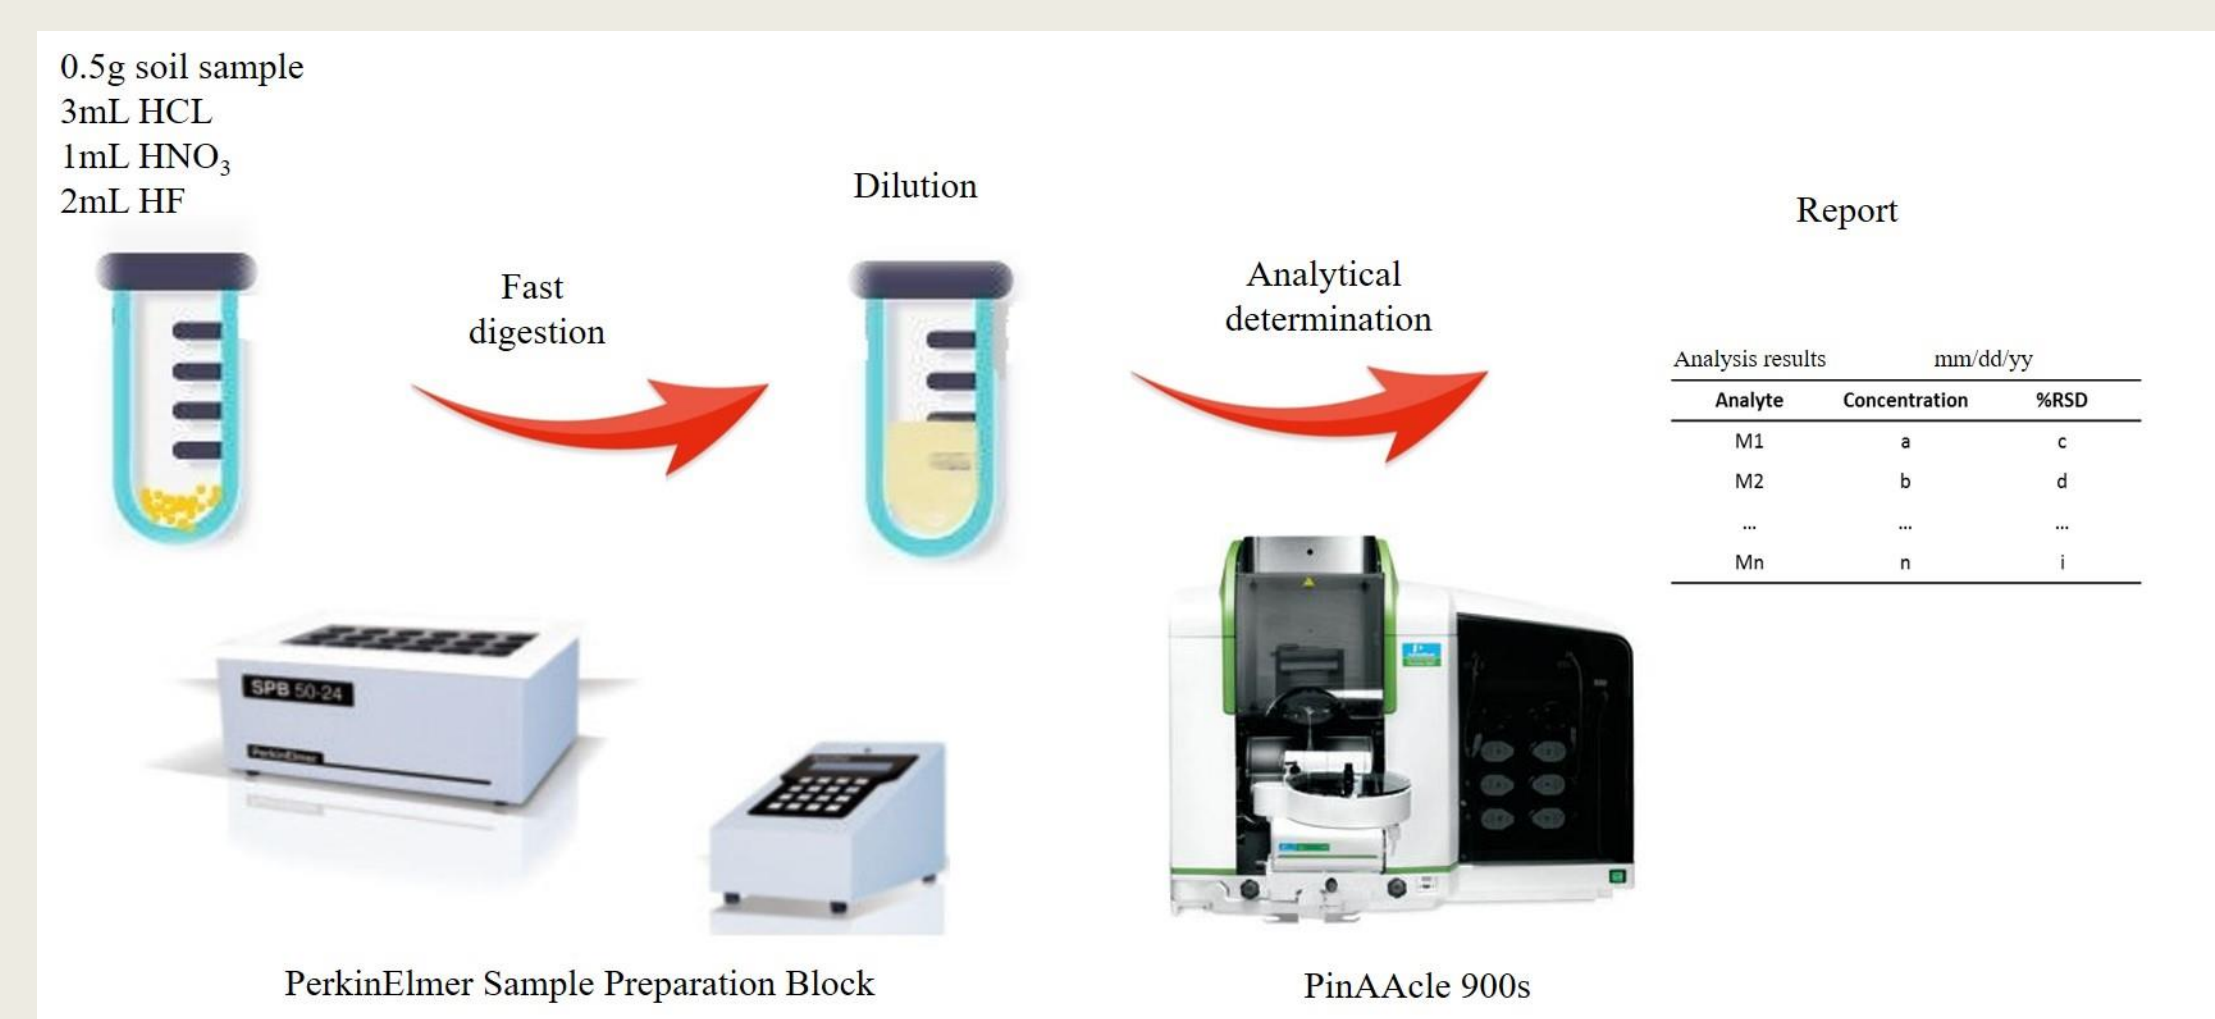 0.5g soil sample
3mL HCL
1mL HNO₃
2mL HF
Fast
digestion
Dilution
Analytical
determination
Report
Analysis results mm/dd/yy
Analyte Concentration %RSD
M1 a c
M2 b d
... ... ...
Mn n i
SPB 50-24
PerkinElmer
PerkinElmer Sample Preparation Block
PinAAcle 900s